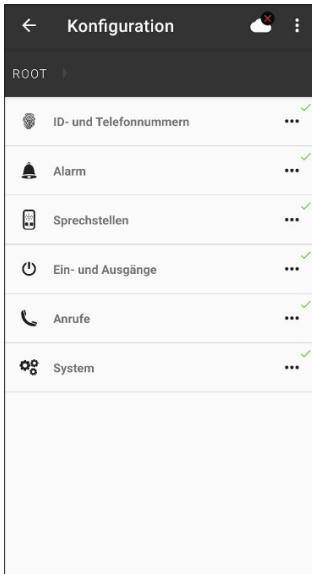 Konfiguration
ROOT
ID- und Telefonnummern
Alarm
Sprechstellen
Ein- und Ausgänge
Anrufe
System